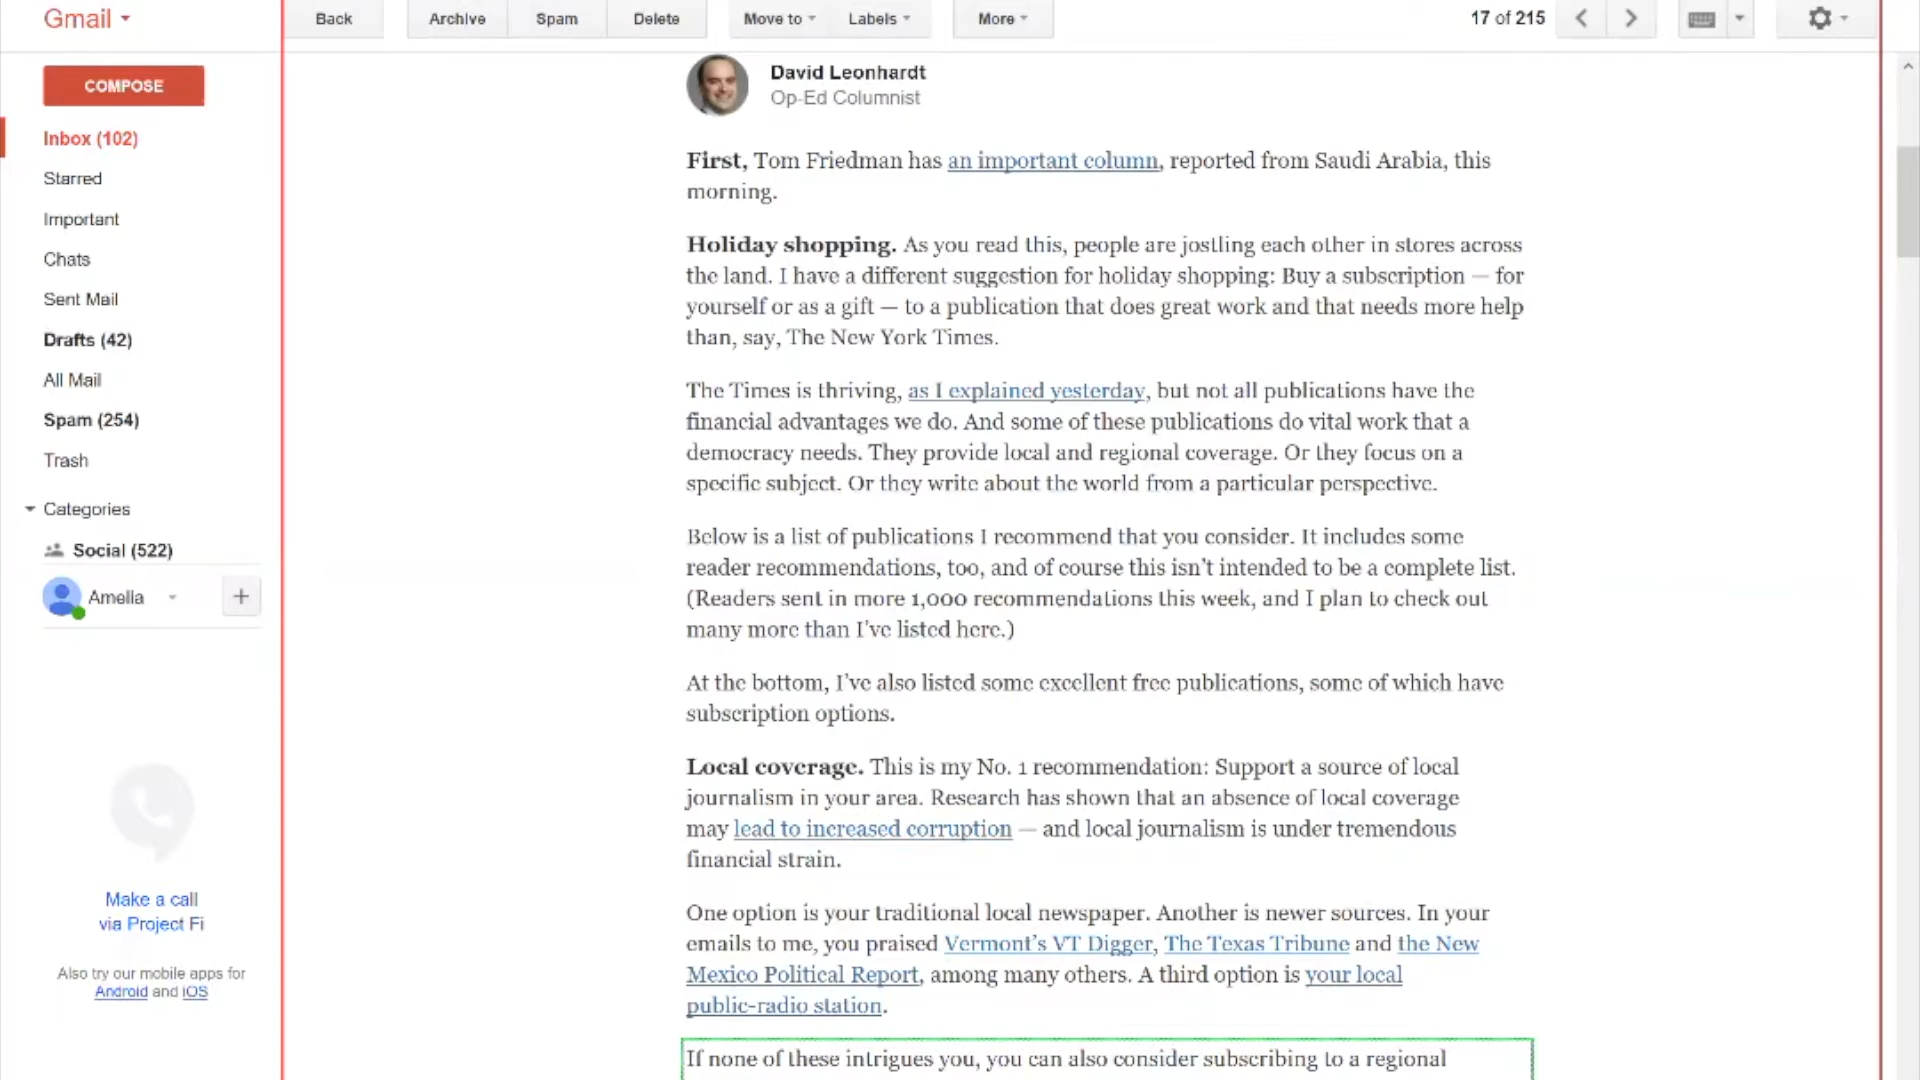 Gmail
Back
Archive
Spam
Delete
Move to
Labels
More
17 of 215
COMPOSE
Inbox (102)
Starred
Important
Chats
Sent Mail
Drafts (42)
All Mail
Spam (254)
Trash
Categories
Social (522)
Amella
+
Make a call
via Project Fi
Also try our mobile apps for
Android and iOS
David Leonhardt
Op-Ed Columnist
First, Tom Friedman has an important column, reported from Saudi Arabia, this
morning.
Holiday shopping. As you read this, people are jostling each other in stores across
the land. I have a different suggestion for holiday shopping: Buy a subscription — for
yourself or as a gift — to a publication that does great work and that needs more help
than, say, The New York Times.
The Times is thriving, as I explained yesterday, but not all publications have the
financial advantages we do. And some of these publications do vital work that a
democracy needs. They provide local and regional coverage. Or they focus on a
specific subject. Or they write about the world from a particular perspective.
Below is a list of publications I recommend that you consider. It includes some
reader recommendations, too, and of course this isn't intended to be a complete list.
(Readers sent in more 1,000 recommendations this week, and I plan to check out
many more than I've listed here.)
At the bottom, I've also listed some excellent free publications, some of which have
subscription options.
Local coverage. This is my No. 1 recommendation: Support a source of local
journalism in your area. Research has shown that an absence of local coverage
may lead to increased corruption — and local journalism is under tremendous
financial strain.
One option is your traditional local newspaper. Another is newer sources. In your
emails to me, you praised Vermont's VT Digger, The Texas Tribune and the New
Mexico Political Report, among many others. A third option is your local
public-radio station.
If none of these intrigues you, you can also consider subscribing to a regional